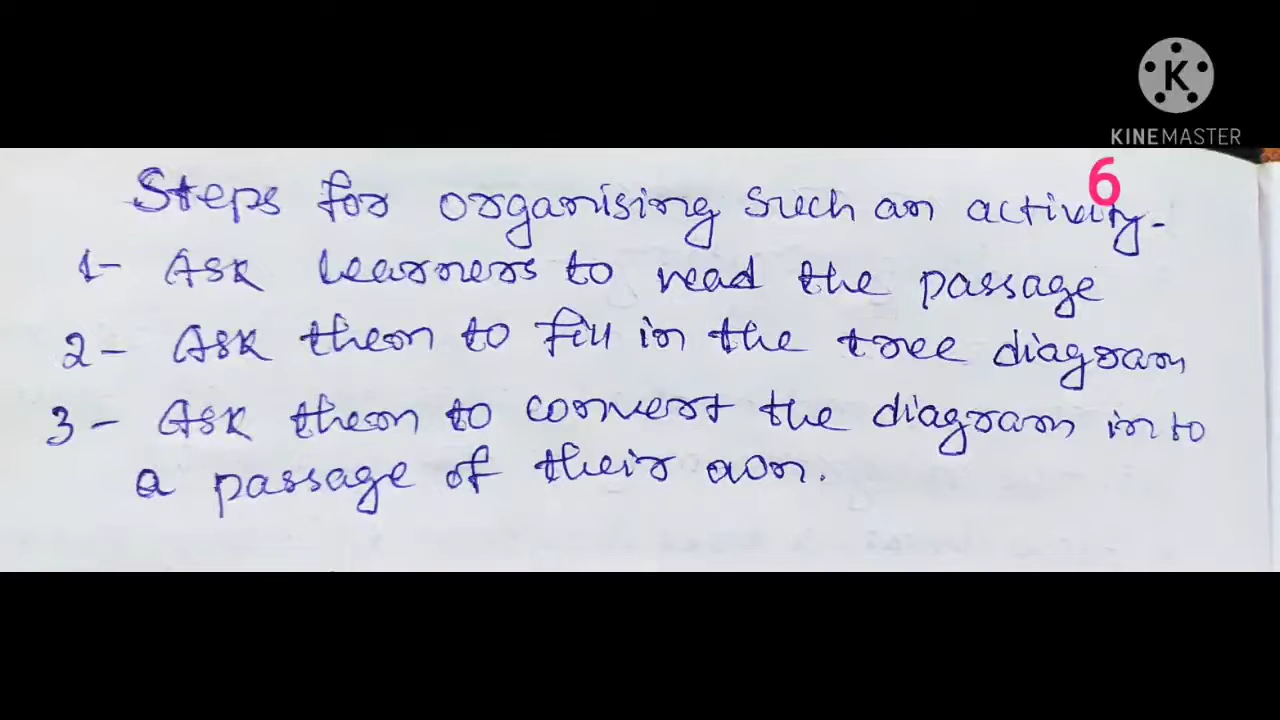 KINEMASTER
6
Steps for organising such an activity-
1- Ask learners to read the passage
2- Ask them to fill in the tree diagram
3- Ask them to convert the diagram in to
a passage of their own.